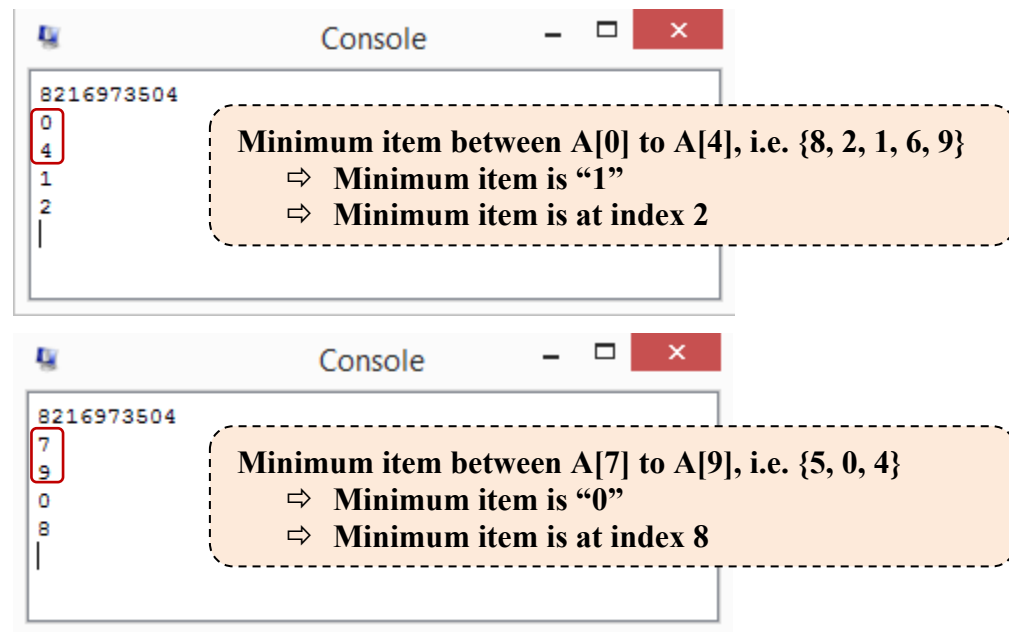 Console
8216973504
0
4
1
2
Minimum item between A[0] to A[4], i.e. {8, 2, 1, 6, 9}
⇨ Minimum item is “1”
⇨ Minimum item is at index 2
Console
8216973504
7
9
0
8
Minimum item between A[7] to A[9], i.e. {5, 0, 4}
⇨ Minimum item is “0”
⇨ Minimum item is at index 8